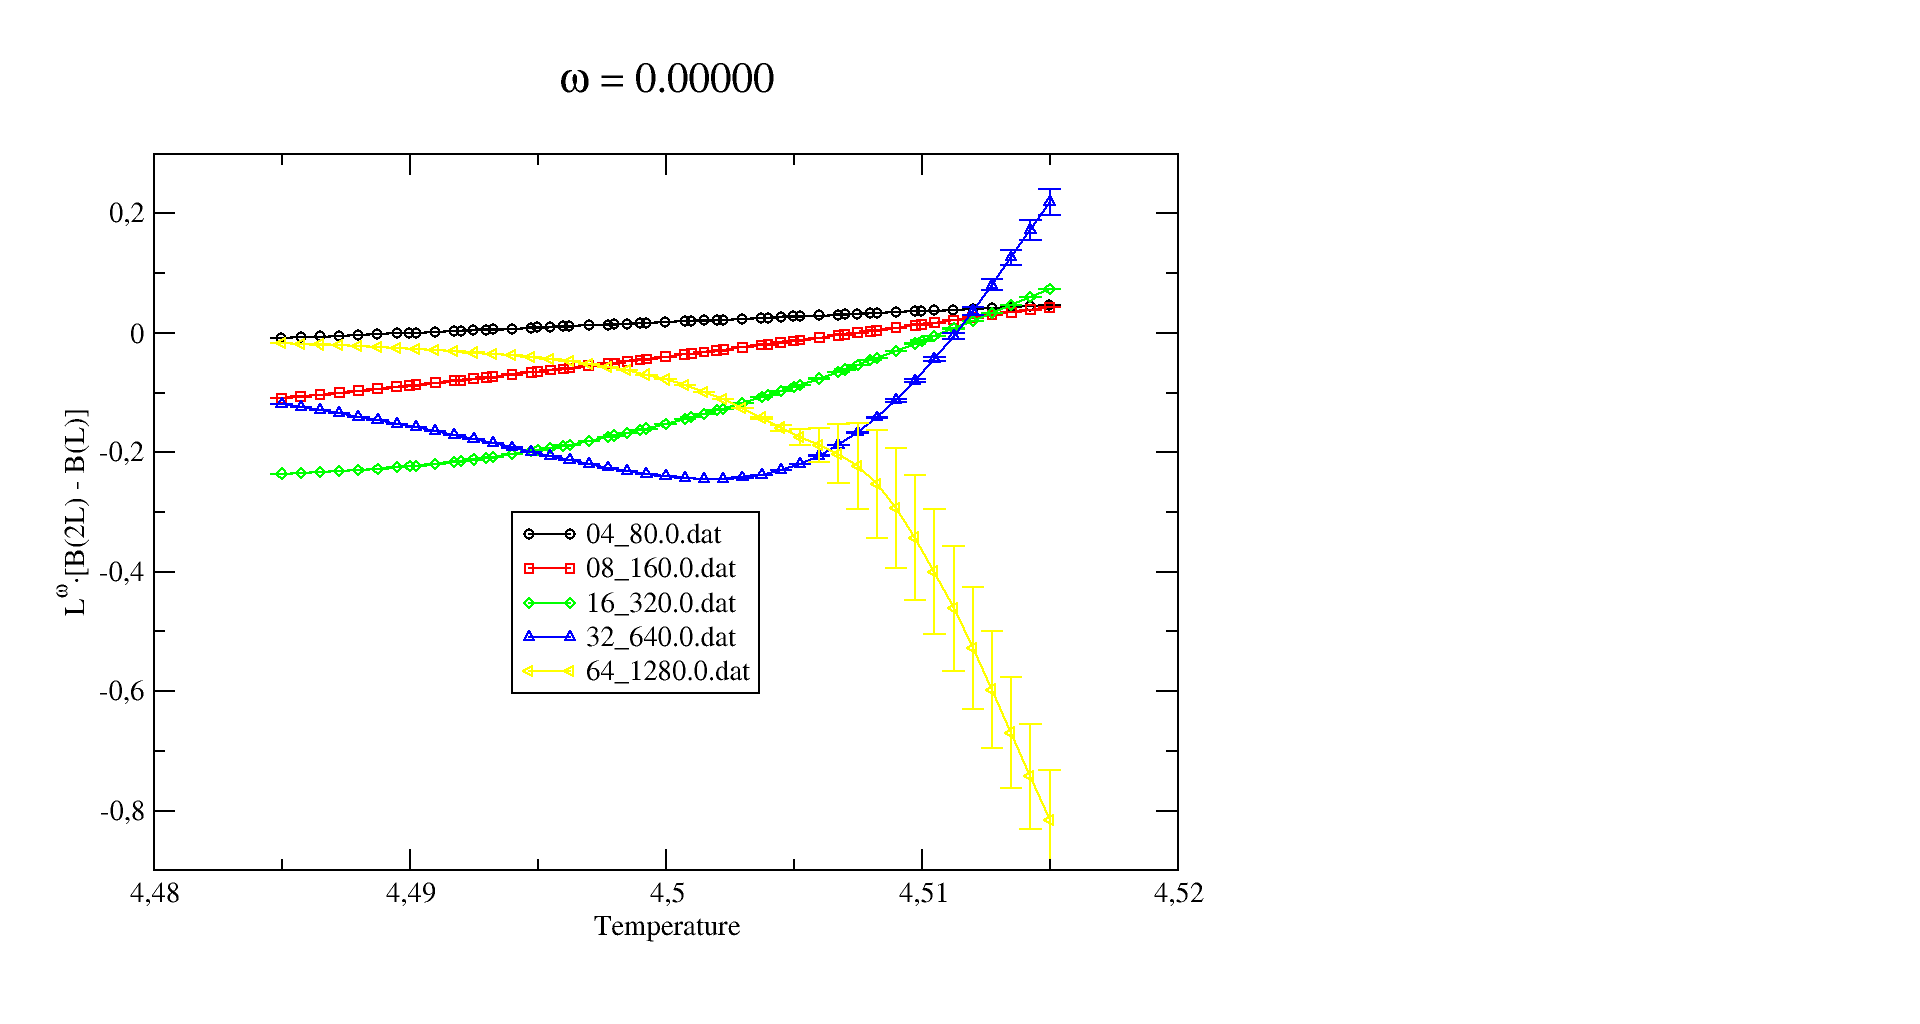 ω = 0.00000
0,2
0
-0,2
-0,4
-0,6
-0,8
L^ω·[B(2L) - B(L)]
04_80.0.dat
08_160.0.dat
16_320.0.dat
32_640.0.dat
64_1280.0.dat
4,48 4,49 4,5 4,51 4,52
Temperature